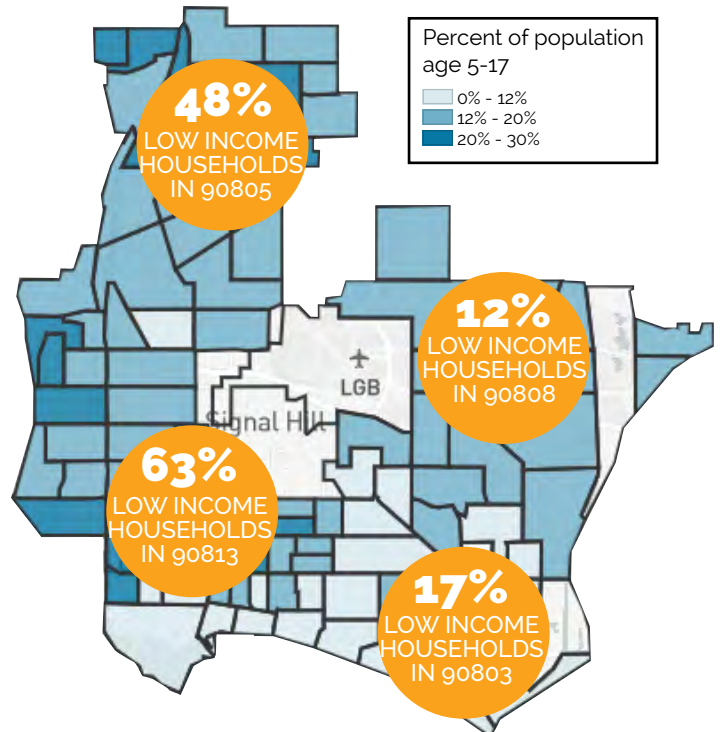 Percent of population
age 5-17
0% - 12%
12% - 20%
20% - 30%
48%
LOW INCOME
HOUSEHOLDS
IN 90805
12%
LOW INCOME
HOUSEHOLDS
IN 90808
LGB
Signal Hill
63%
LOW INCOME
HOUSEHOLDS
IN 90813
17%
LOW INCOME
HOUSEHOLDS
IN 90803